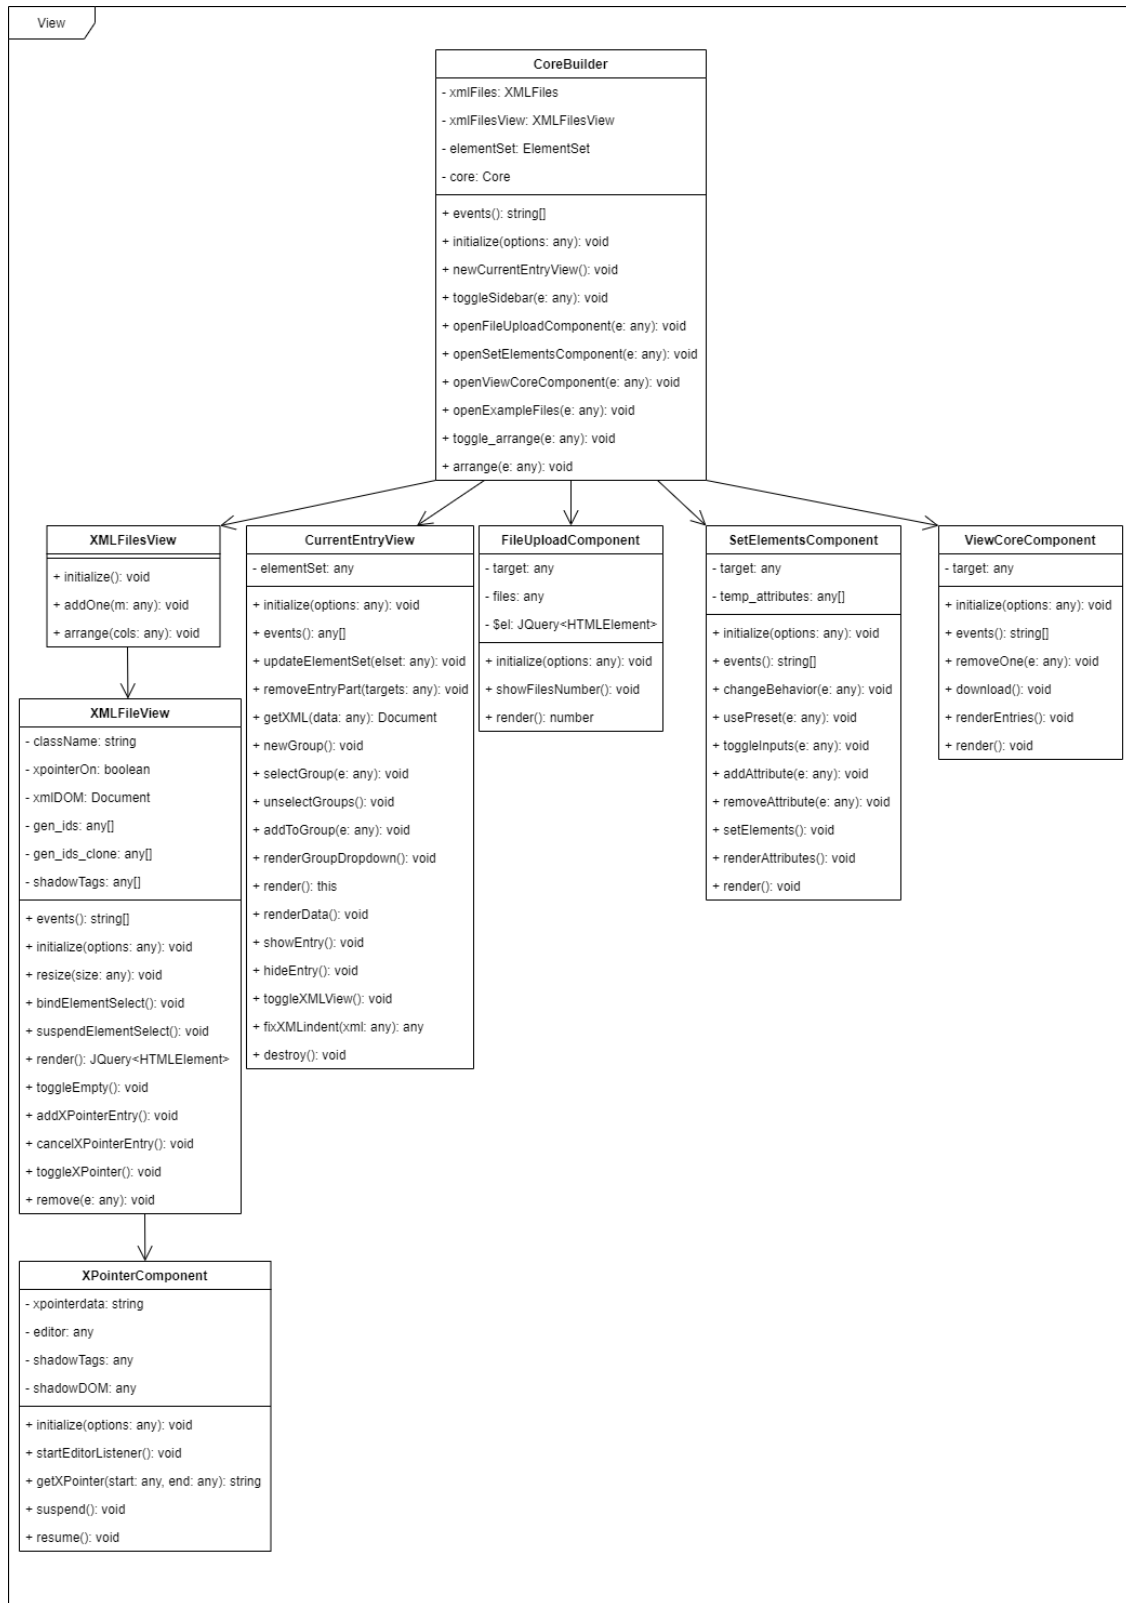 View
CoreBuilder
- xmlFiles: XMLFiles
- xmlFilesView: XMLFilesView
- elementSet: ElementSet
- core: Core
+ events(): string[]
+ initialize(options: any): void
+ newCurrentEntryView(): void
+ toggleSidebar(e: any): void
+ openFileUploadComponent(e: any): void
+ openSetElementsComponent(e: any): void
+ openViewCoreComponent(e: any): void
+ openExampleFiles(e: any): void
+ toggle_arrange(e: any): void
+ arrange(e: any): void
XMLFilesView
+ initialize(): void
+ addOne(m: any): void
+ arrange(cols: any): void
XMLFileView
- className: string
- xpointerOn: boolean
- xmlDOM: Document
- gen_ids: any[]
- gen_ids_clone: any[]
- shadowTags: any[]
+ events(): string[]
+ initialize(options: any): void
+ resize(size: any): void
+ bindElementSelect(): void
+ suspendElementSelect(): void
+ render(): JQuery<HTMLElement>
+ toggleEmpty(): void
+ addXPointerEntry(): void
+ cancelXPointerEntry(): void
+ toggleXPointer(): void
+ remove(e: any): void
XPointerComponent
- xpointerdata: string
- editor: any
- shadowTags: any
- shadowDOM: any
+ initialize(options: any): void
+ startEditorListener(): void
+ getXPointer(start: any, end: any): string
+ suspend(): void
+ resume(): void
CurrentEntryView
- elementSet: any
+ initialize(options: any): void
+ events(): any[]
+ updateElementSet(elset: any): void
+ removeEntryPart(targets: any): void
+ getXML(data: any): Document
+ newGroup(): void
+ selectGroup(e: any): void
+ unselectGroups(): void
+ addToGroup(e: any): void
+ renderGroupDropdown(): void
+ render(): this
+ renderData(): void
+ showEntry(): void
+ hideEntry(): void
+ toggleXMLView(): void
+ fixXMLindent(xml: any): any
+ destroy(): void
FileUploadComponent
- target: any
- files: any
- $el: JQuery<HTMLElement>
+ initialize(options: any): void
+ showFilesNumber(): void
+ render(): number
SetElementsComponent
- target: any
- temp_attributes: any[]
+ initialize(options: any): void
+ events(): string[]
+ changeBehavior(e: any): void
+ usePreset(e: any): void
+ toggleInputs(e: any): void
+ addAttribute(e: any): void
+ removeAttribute(e: any): void
+ setElements(): void
+ renderAttributes(): void
+ render(): void
ViewCoreComponent
- target: any
+ initialize(options: any): void
+ events(): string[]
+ removeOne(e: any): void
+ download(): void
+ renderEntries(): void
+ render(): void